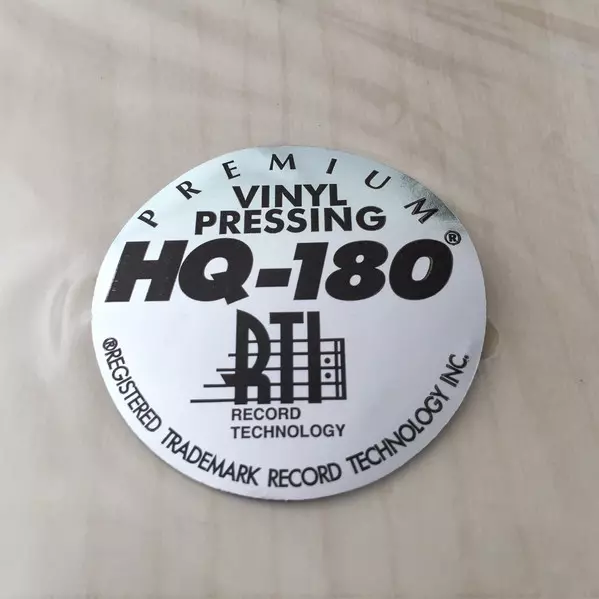 PREMIUM
VINYL
PRESSING
HQ-180®
RTI
RECORD
TECHNOLOGY
®REGISTERED TRADEMARK RECORD TECHNOLOGY INC.